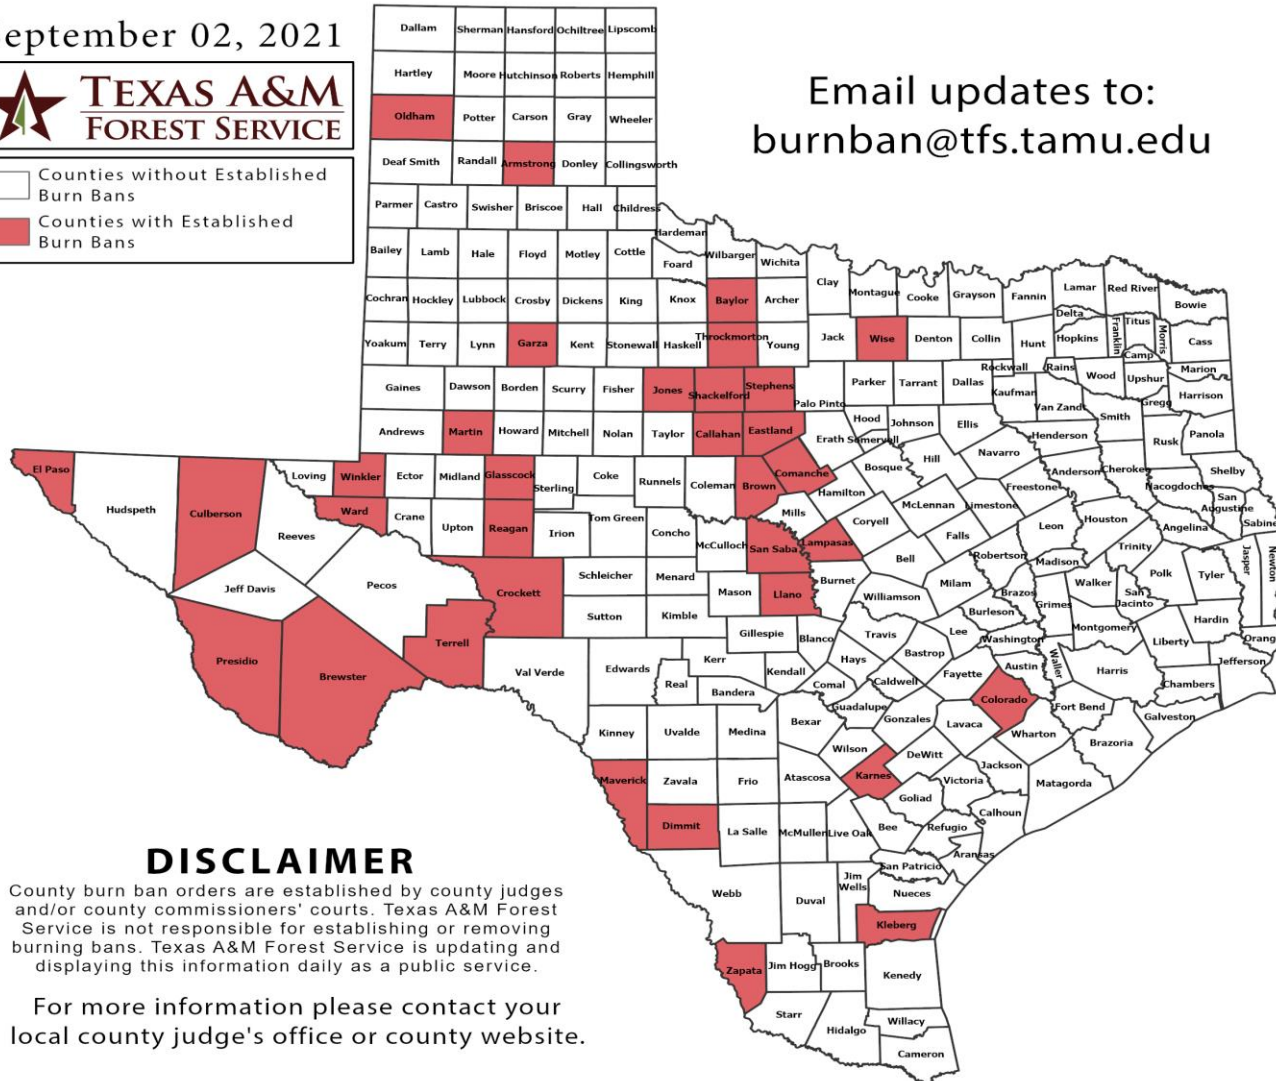 eptember 02, 2021
TEXAS A&M
FOREST SERVICE
Counties without Established
Burn Bans
Counties with Established
Burn Bans
Email updates to:
burnban@tfs.tamu.edu
Dallam Sherman Hansford Ochiltree Lipscomb
Hartley Moore Hutchinson Roberts Hemphill
Oldham Potter Carson Gray Wheeler
Deaf Smith Randall Armstrong Donley Collingsworth
Parmer Castro Swisher Briscoe Hall Childress
Hardeman
Bailey Lamb Hale Floyd Motley Cottle Foard Wilbarger Wichita
Clay Montague Cooke Grayson Fannin Lamar Red River Bowie
Cochran Hockley Lubbock Crosby Dickens King Knox Baylor Archer
Delta Franklin Titus Morris Cass
Yoakum Terry Lynn Garza Kent Stonewall Haskell Throckmorton Young Jack Wise Denton Collin Hunt Hopkins
Camp Marion
Rockwall Rains Wood Upshur
Gaines Dawson Borden Scurry Fisher Jones Shackelford Stephens Palo Pinto Parker Tarrant Dallas Kaufman Van Zandt Gregg Harrison
Andrews Martin Howard Mitchell Nolan Taylor Callahan Eastland Erath Somervell Hood Johnson Ellis Henderson Smith Rusk Panola
El Paso Hudspeth Culberson Reeves Loving Winkler Ector Midland Glasscock Sterling Coke Runnels Coleman Brown Comanche Hamilton Bosque Hill Navarro Freestone Anderson Cherokee Nacogdoches Shelby
Ward Crane Upton Reagan Irion Tom Green Concho McCulloch San Saba Mills Lampasas Coryell McLennan Limestone Leon Houston Angelina San Augustine Sabine
Jeff Davis Pecos Crockett Schleicher Menard Mason Llano Burnet Bell Falls Robertson Madison Trinity Polk Tyler Jasper Newton
Sutton Kimble Gillespie Blanco Williamson Milam Brazos Grimes Walker San Jacinto Hardin
Presidio Brewster Terrell Val Verde Edwards Real Kerr Bandera Kendall Comal Hays Travis Bastrop Lee Burleson Washington Montgomery Liberty Orang
Caldwell Fayette Austin Waller Harris Chambers Jefferson
Kinney Uvalde Medina Bexar Guadalupe Gonzales Lavaca Colorado Fort Bend Galveston
Wilson DeWitt Wharton Brazoria
Maverick Zavala Frio Atascosa Karnes Victoria Jackson Matagorda
Dimmit La Salle McMullen Live Oak Bee Goliad Refugio Calhoun
Aransas
San Patricio
Webb Duval Jim Wells Nueces
Kleberg
Zapata Jim Hogg Brooks Kenedy
Starr Hidalgo Willacy
Cameron
DISCLAIMER
County burn ban orders are established by county judges
and/or county commissioners' courts. Texas A&M Forest
Service is not responsible for establishing or removing
burning bans. Texas A&M Forest Service is updating and
displaying this information daily as a public service.
For more information please contact your
local county judge's office or county website.